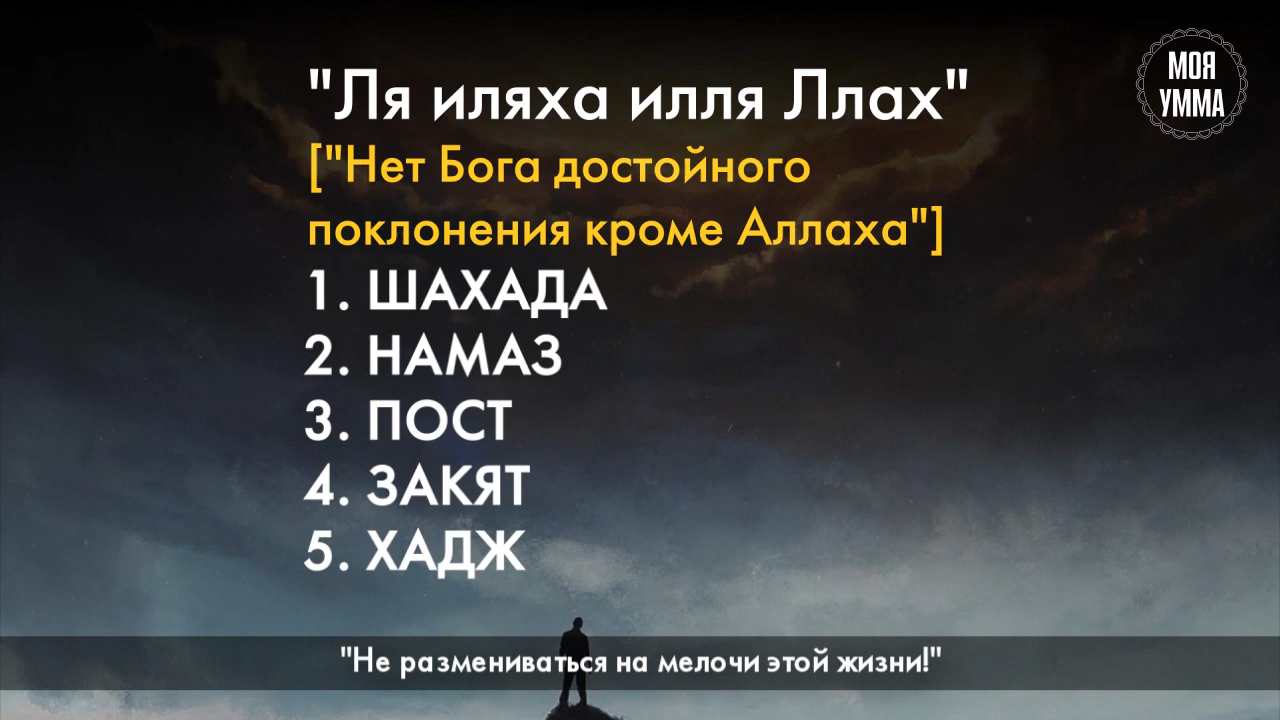 МОЯ
УММА
"Ля иляха илля Ллах"
["Нет Бога достойного
поклонения кроме Аллаха"]
1. ШАХАДА
2. НАМАЗ
3. ПОСТ
4. ЗАКЯТ
5. ХАДЖ
"Не размениваться на мелочи этой жизни!"